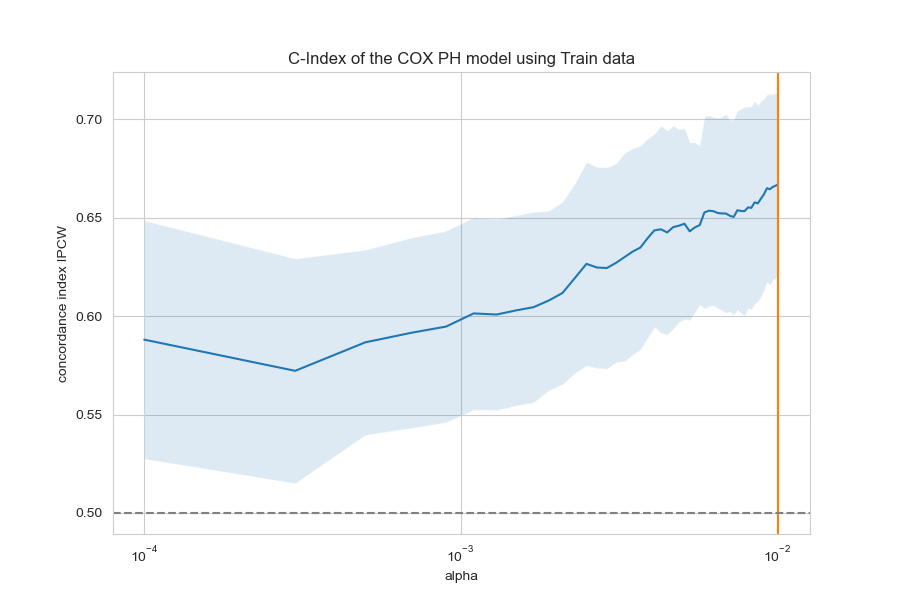 C-Index of the COX PH model using Train data
concordance index IPCW
0.70
0.65
0.60
0.55
0.50
10⁻⁴
10⁻³
10⁻²
alpha